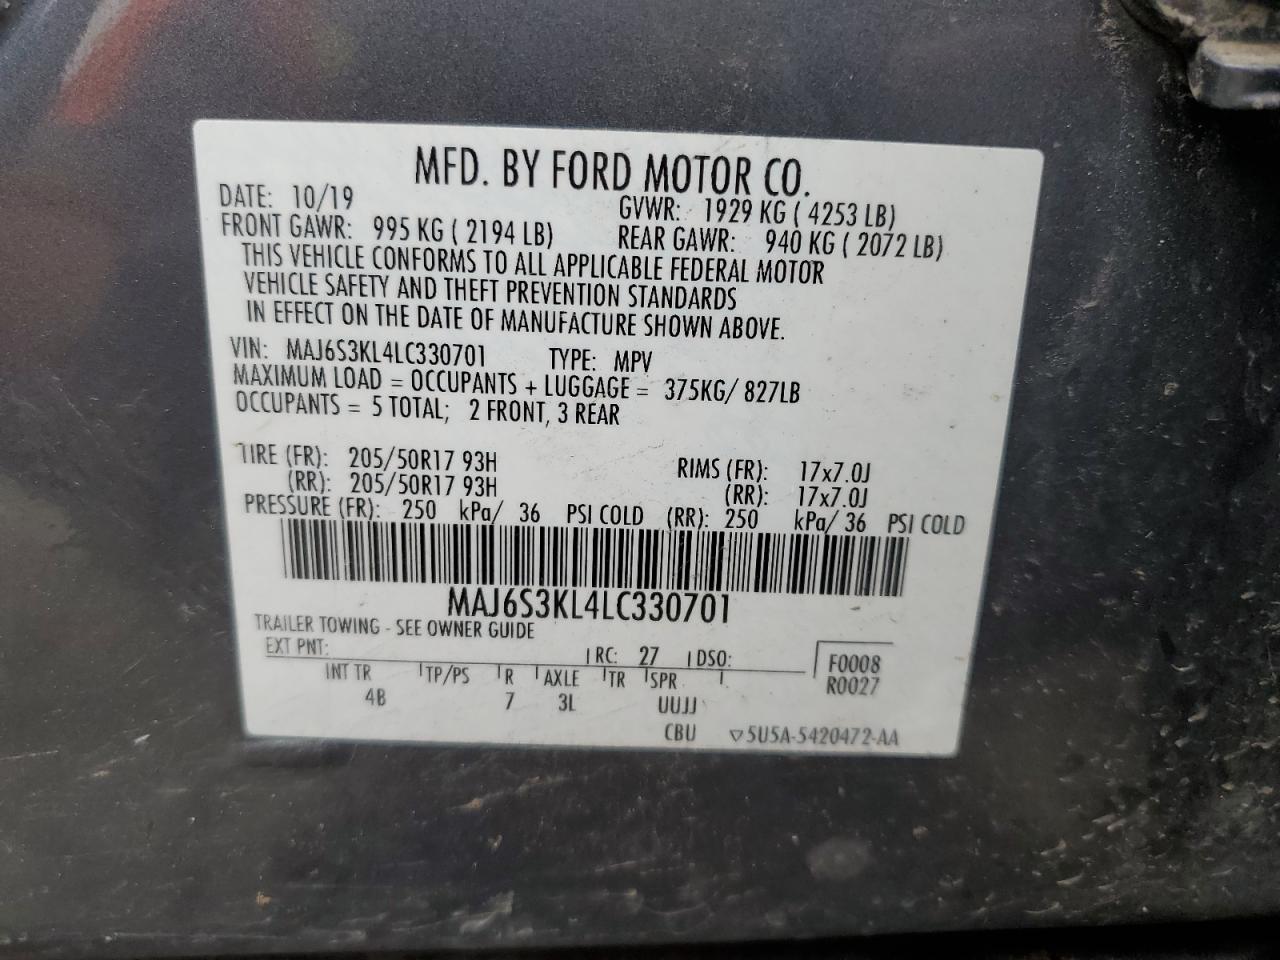 MFD. BY FORD MOTOR CO.
DATE: 10/19 GVWR: 1929 KG ( 4253 LB)
FRONT GAWR: 995 KG ( 2194 LB) REAR GAWR: 940 KG ( 2072 LB)
THIS VEHICLE CONFORMS TO ALL APPLICABLE FEDERAL MOTOR
VEHICLE SAFETY AND THEFT PREVENTION STANDARDS
IN EFFECT ON THE DATE OF MANUFACTURE SHOWN ABOVE.
VIN: MAJ6S3KL4LC330701 TYPE: MPV
MAXIMUM LOAD = OCCUPANTS + LUGGAGE = 375KG/ 827LB
OCCUPANTS = 5 TOTAL; 2 FRONT, 3 REAR
TIRE (FR): 205/50R17 93H RIMS (FR): 17x7.0J
(RR): 205/50R17 93H (RR): 17x7.0J
PRESSURE (FR): 250 kPa/ 36 PSI COLD (RR): 250 kPa/ 36 PSI COLD
MAJ6S3KL4LC330701
TRAILER TOWING - SEE OWNER GUIDE
EXT PNT: RC: 27 DSO: F0008
INT TR TP/PS R AXLE TR SPR R0027
4B 7 3L UUJJ
CBU ▽5U5A-5420472-AA